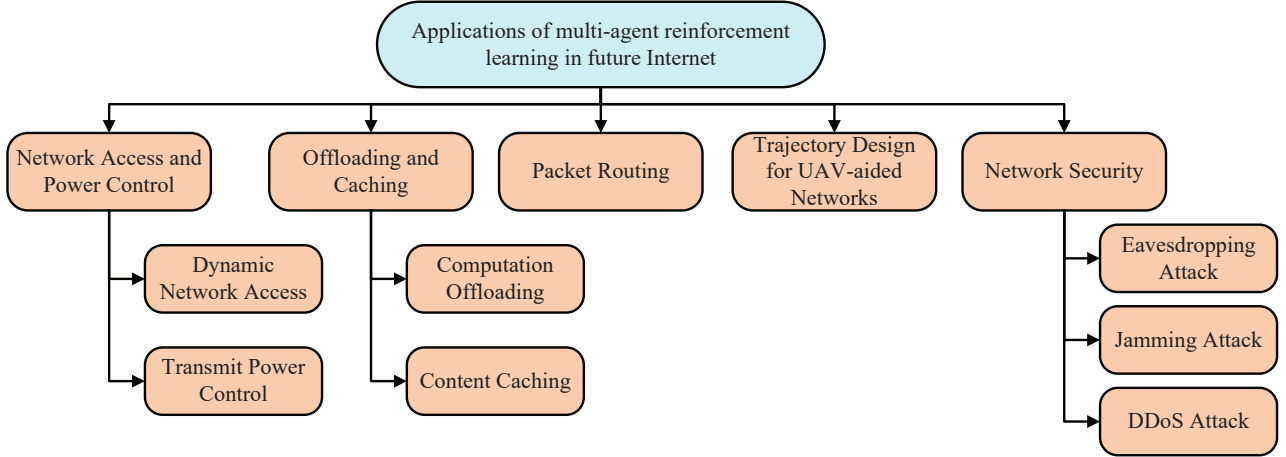 Applications of multi-agent reinforcement
learning in future Internet
Network Access and
Power Control
Offloading and
Caching
Packet Routing
Trajectory Design
for UAV-aided
Networks
Network Security
Dynamic
Network Access
Transmit Power
Control
Computation
Offloading
Content Caching
Eavesdropping
Attack
Jamming Attack
DDoS Attack